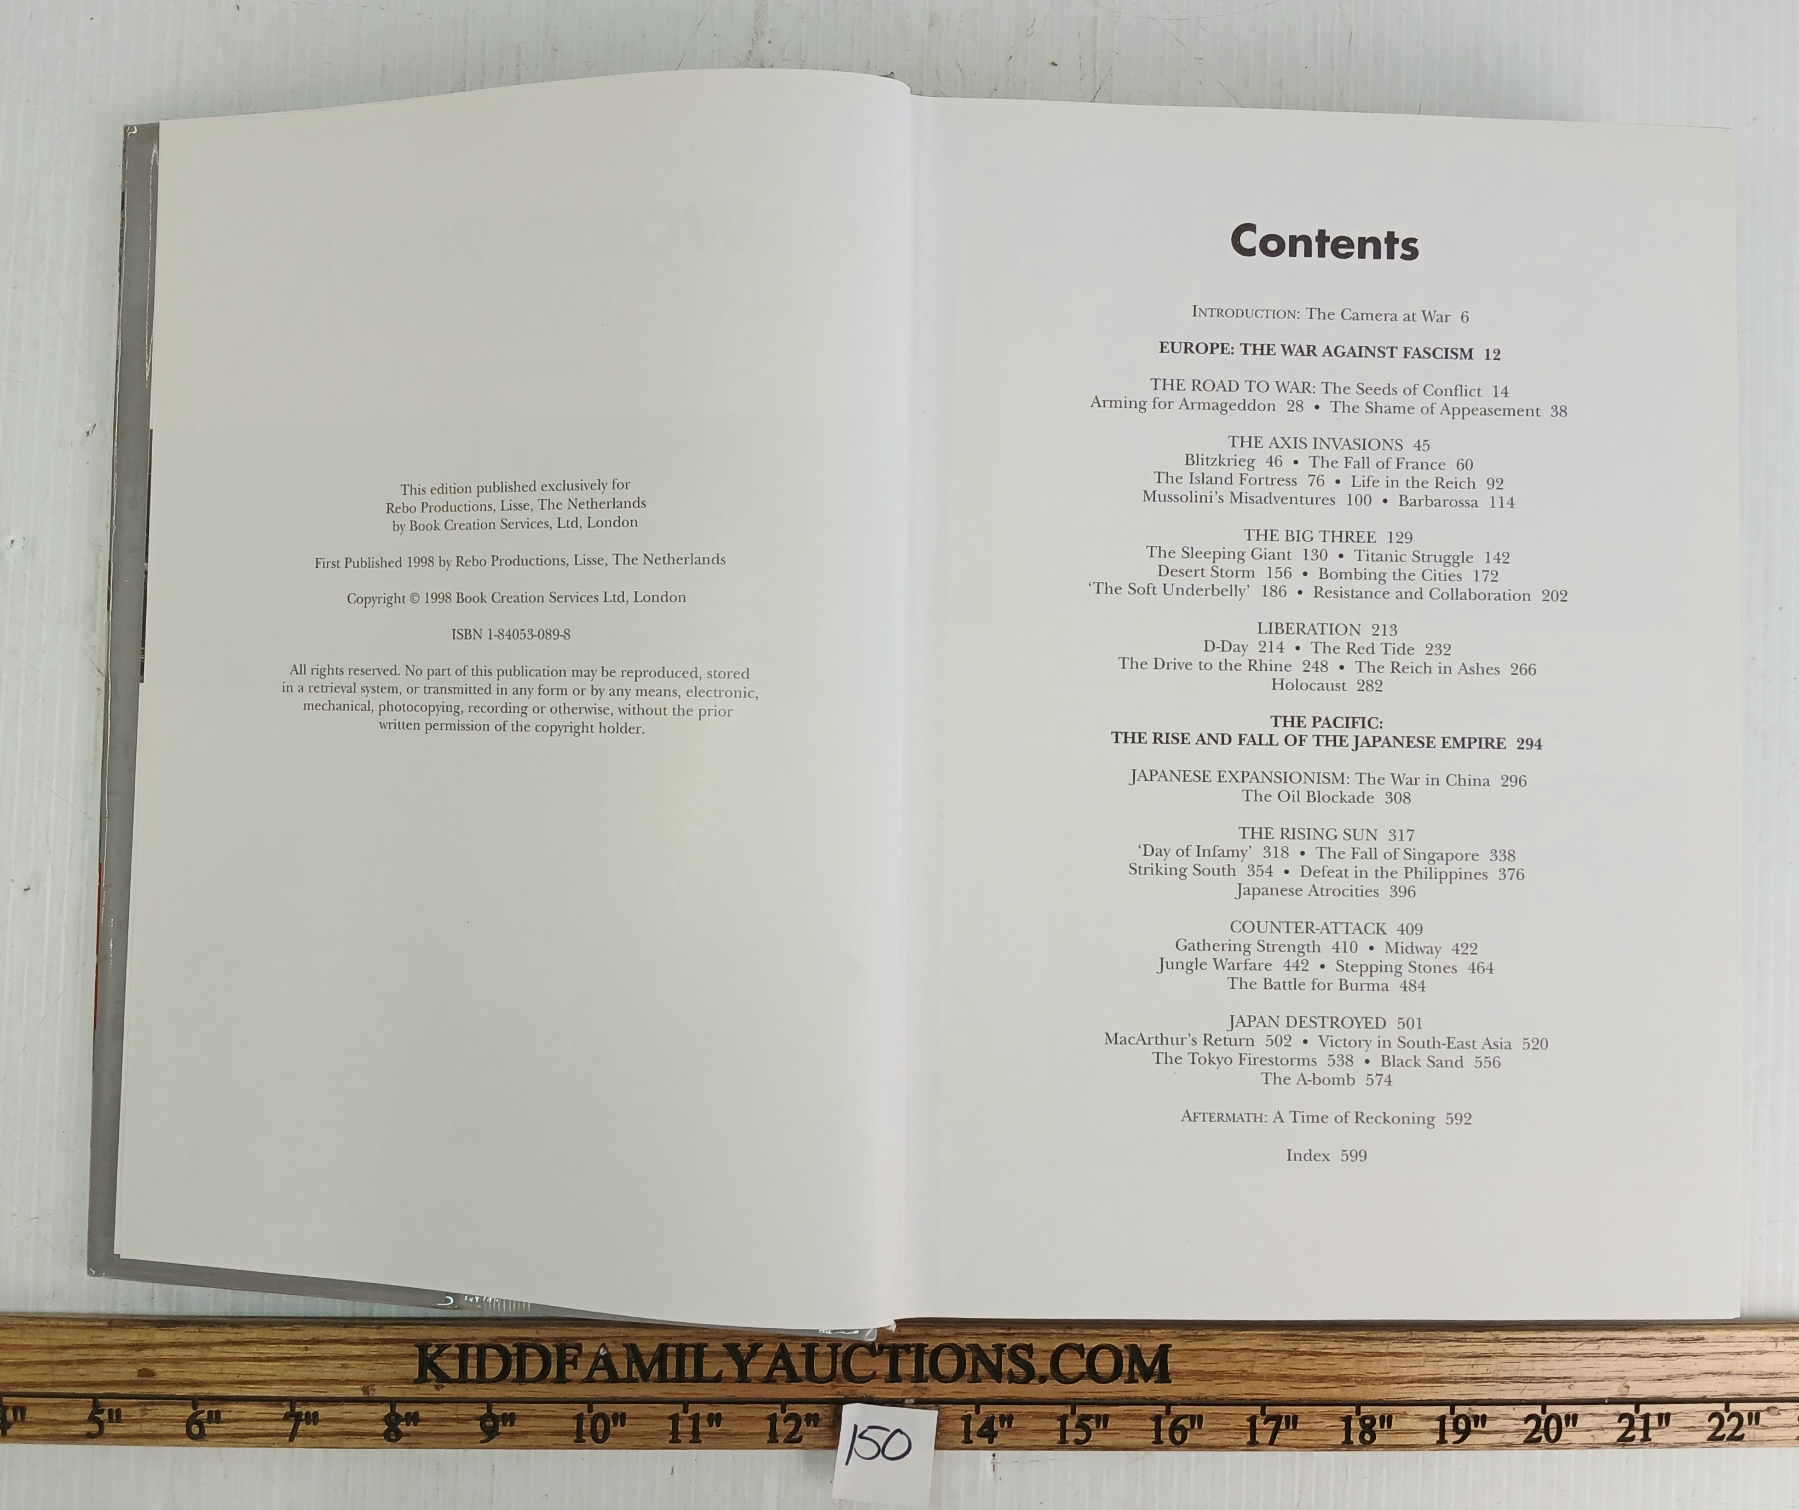 This edition published exclusively for
Rebo Productions, Lisse, The Netherlands
by Book Creation Services, Ltd, London
First Published 1998 by Rebo Productions, Lisse, The Netherlands
Copyright © 1998 Book Creation Services Ltd, London
ISBN 1-84053-089-8
All rights reserved. No part of this publication may be reproduced, stored
in a retrieval system, or transmitted in any form or by any means, electronic,
mechanical, photocopying, recording or otherwise, without the prior
written permission of the copyright holder.
Contents
INTRODUCTION: The Camera at War 6
EUROPE: THE WAR AGAINST FASCISM 12
THE ROAD TO WAR: The Seeds of Conflict 14
Arming for Armageddon 28 • The Shame of Appeasement 38
THE AXIS INVASIONS 45
Blitzkrieg 46 • The Fall of France 60
The Island Fortress 76 • Life in the Reich 92
Mussolini's Misadventures 100 • Barbarossa 114
THE BIG THREE 129
The Sleeping Giant 130 • Titanic Struggle 142
Desert Storm 156 • Bombing the Cities 172
'The Soft Underbelly' 186 • Resistance and Collaboration 202
LIBERATION 213
D-Day 214 • The Red Tide 232
The Drive to the Rhine 248 • The Reich in Ashes 266
Holocaust 282
THE PACIFIC:
THE RISE AND FALL OF THE JAPANESE EMPIRE 294
JAPANESE EXPANSIONISM: The War in China 296
The Oil Blockade 308
THE RISING SUN 317
'Day of Infamy' 318 • The Fall of Singapore 338
Striking South 354 • Defeat in the Philippines 376
Japanese Atrocities 396
COUNTER-ATTACK 409
Gathering Strength 410 • Midway 422
Jungle Warfare 442 • Stepping Stones 464
The Battle for Burma 484
JAPAN DESTROYED 501
MacArthur's Return 502 • Victory in South-East Asia 520
The Tokyo Firestorms 538 • Black Sand 556
The A-bomb 574
AFTERMATH: A Time of Reckoning 592
Index 599
KIDDFAMILYAUCTIONS.COM
5" 6" 7" 8" 9" 10" 11" 12" 14" 15" 16" 17" 18" 19" 20" 21" 22"
150